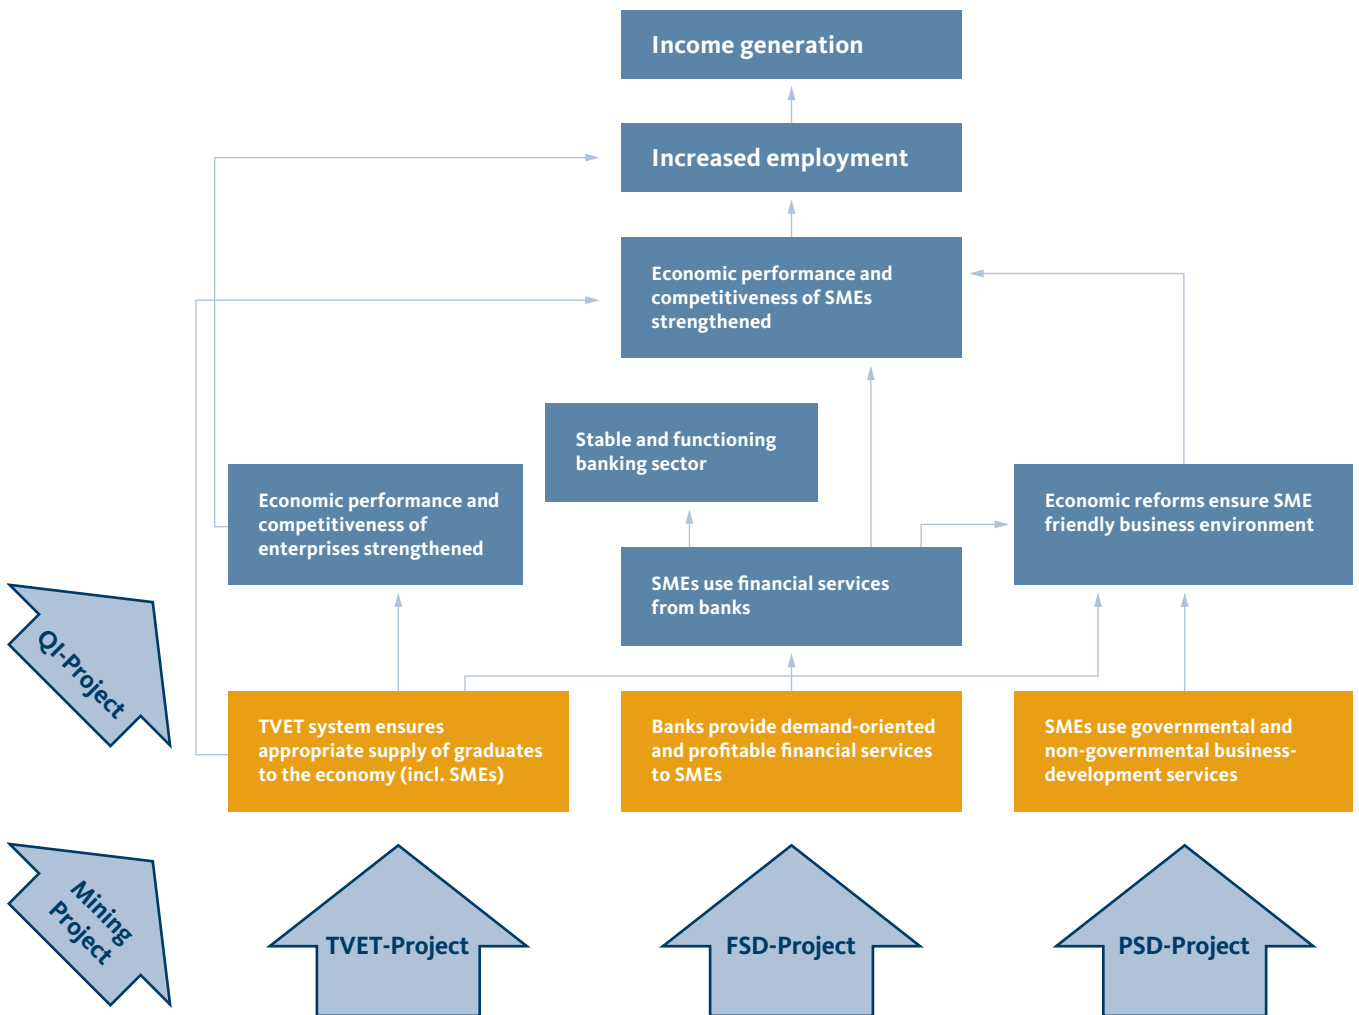 Income generation
Increased employment
Economic performance and
competitiveness of SMEs
strengthened
Stable and functioning
banking sector
Economic performance and
competitiveness of
enterprises strengthened
Economic reforms ensure SME
friendly business environment
SMEs use financial services
from banks
QI-Project
TVET system ensures
appropriate supply of graduates
to the economy (incl. SMEs)
Banks provide demand-oriented
and profitable financial services
to SMEs
SMEs use governmental and
non-governmental business-
development services
Mining
Project
TVET-Project
FSD-Project
PSD-Project